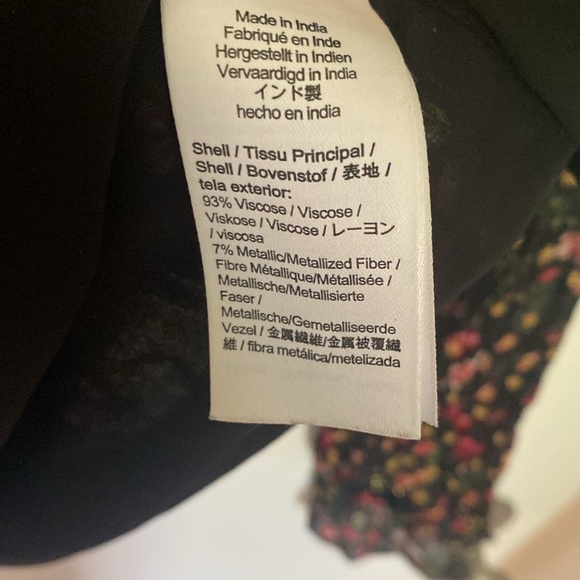 Made in India
Fabriqué en Inde
Hergestellt in Indien
Vervaardigd in India
インド製
hecho en india
Shell / Tissu Principal /
Shell / Bovenstof / 表地 /
tela exterior:
93% Viscose / Viscose /
Viskose / Viscose / レーヨン
/ viscosa
7% Metallic/Metallized Fiber /
Fibre Métallique/Métallisée /
Metallische/Metallisierte
Faser /
Metallische/Gemetalliseerde
Vezel / 金属繊維/金属被覆繊
維 / fibra metálica/metelizada